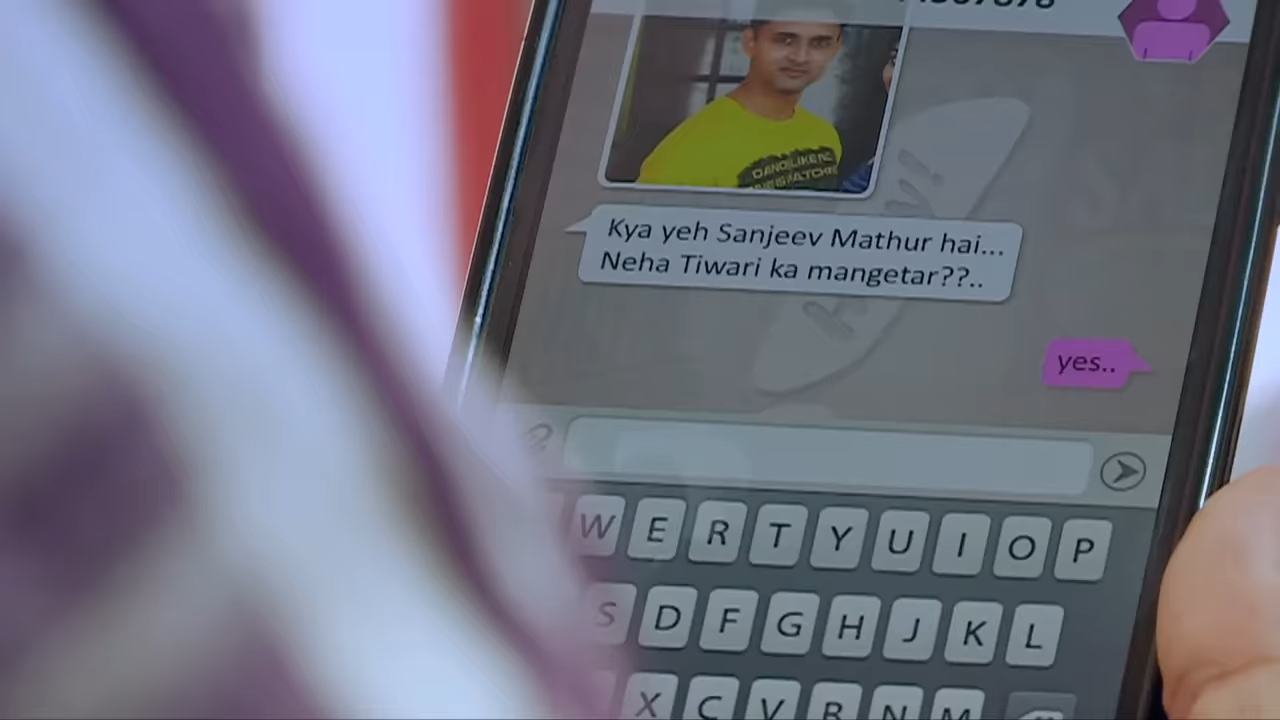 Kya yeh Sanjeev Mathur hai...
Neha Tiwari ka mangetar??..
yes..
W E R T Y U I O P
S D F G H J K L
X C V B N M